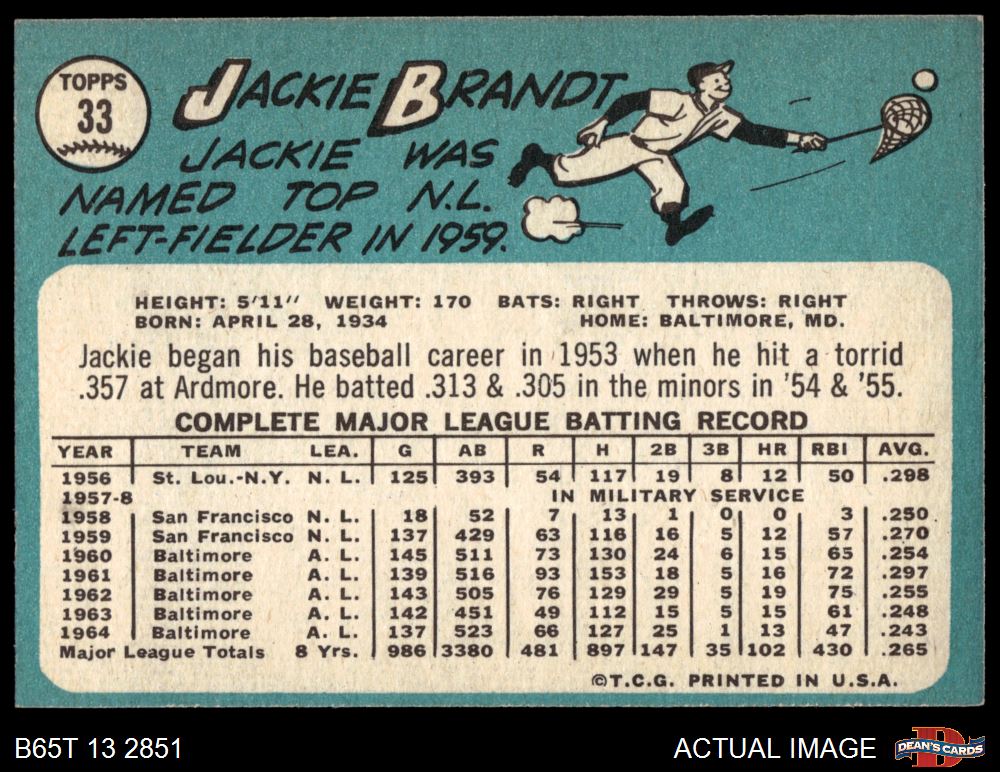 TOPPS
33
JACKIE BRANDT
JACKIE WAS
NAMED TOP N.L.
LEFT-FIELDER IN 1959.
HEIGHT: 5'11" WEIGHT: 170 BATS: RIGHT THROWS: RIGHT
BORN: APRIL 28, 1934 HOME: BALTIMORE, MD.
Jackie began his baseball career in 1953 when he hit a torrid
.357 at Ardmore. He batted .313 & .305 in the minors in '54 & '55.
COMPLETE MAJOR LEAGUE BATTING RECORD
YEAR TEAM LEA. G AB R H 2B 3B HR RBI AVG.
1956 St. Lou.-N.Y. N. L. 125 393 54 117 19 8 12 50 .298
1957-8 IN MILITARY SERVICE
1958 San Francisco N. L. 18 52 7 13 1 0 0 3 .250
1959 San Francisco N. L. 137 429 63 116 16 5 12 57 .270
1960 Baltimore A. L. 145 511 73 130 24 6 15 65 .254
1961 Baltimore A. L. 139 516 93 153 18 5 16 72 .297
1962 Baltimore A. L. 143 505 76 129 29 5 19 75 .255
1963 Baltimore A. L. 142 451 49 112 15 5 15 61 .248
1964 Baltimore A. L. 137 523 66 127 25 1 13 47 .243
Major League Totals 8 Yrs. 986 3380 481 897 147 35 102 430 .265
©T.C.G. PRINTED IN U.S.A.
B65T 13 2851 ACTUAL IMAGE
DEAN'S CARDS